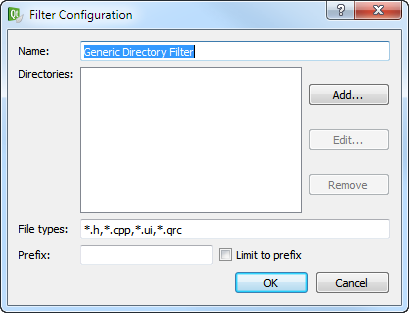 Filter Configuration
Name: Generic Directory Filter
Directories:
Add...
Edit...
Remove
File types: *.h,*.cpp,*.ui,*.qrc
Prefix: Limit to prefix
OK Cancel